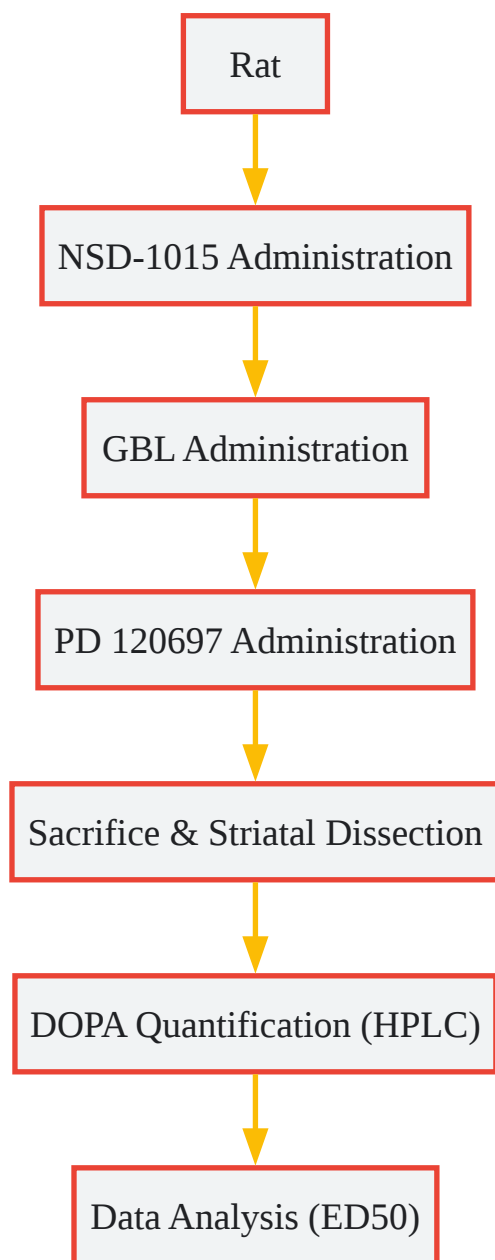 Rat
NSD-1015 Administration
GBL Administration
PD 120697 Administration
Sacrifice & Striatal Dissection
DOPA Quantification (HPLC)
Data Analysis (ED50)